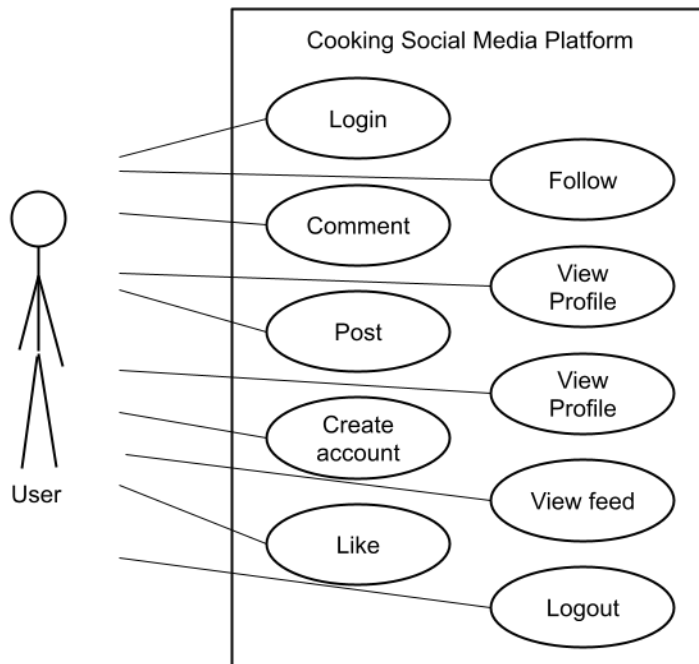 Cooking Social Media Platform
Login
Follow
Comment
View
Profile
Post
View
Profile
Create
account
User
View feed
Like
Logout